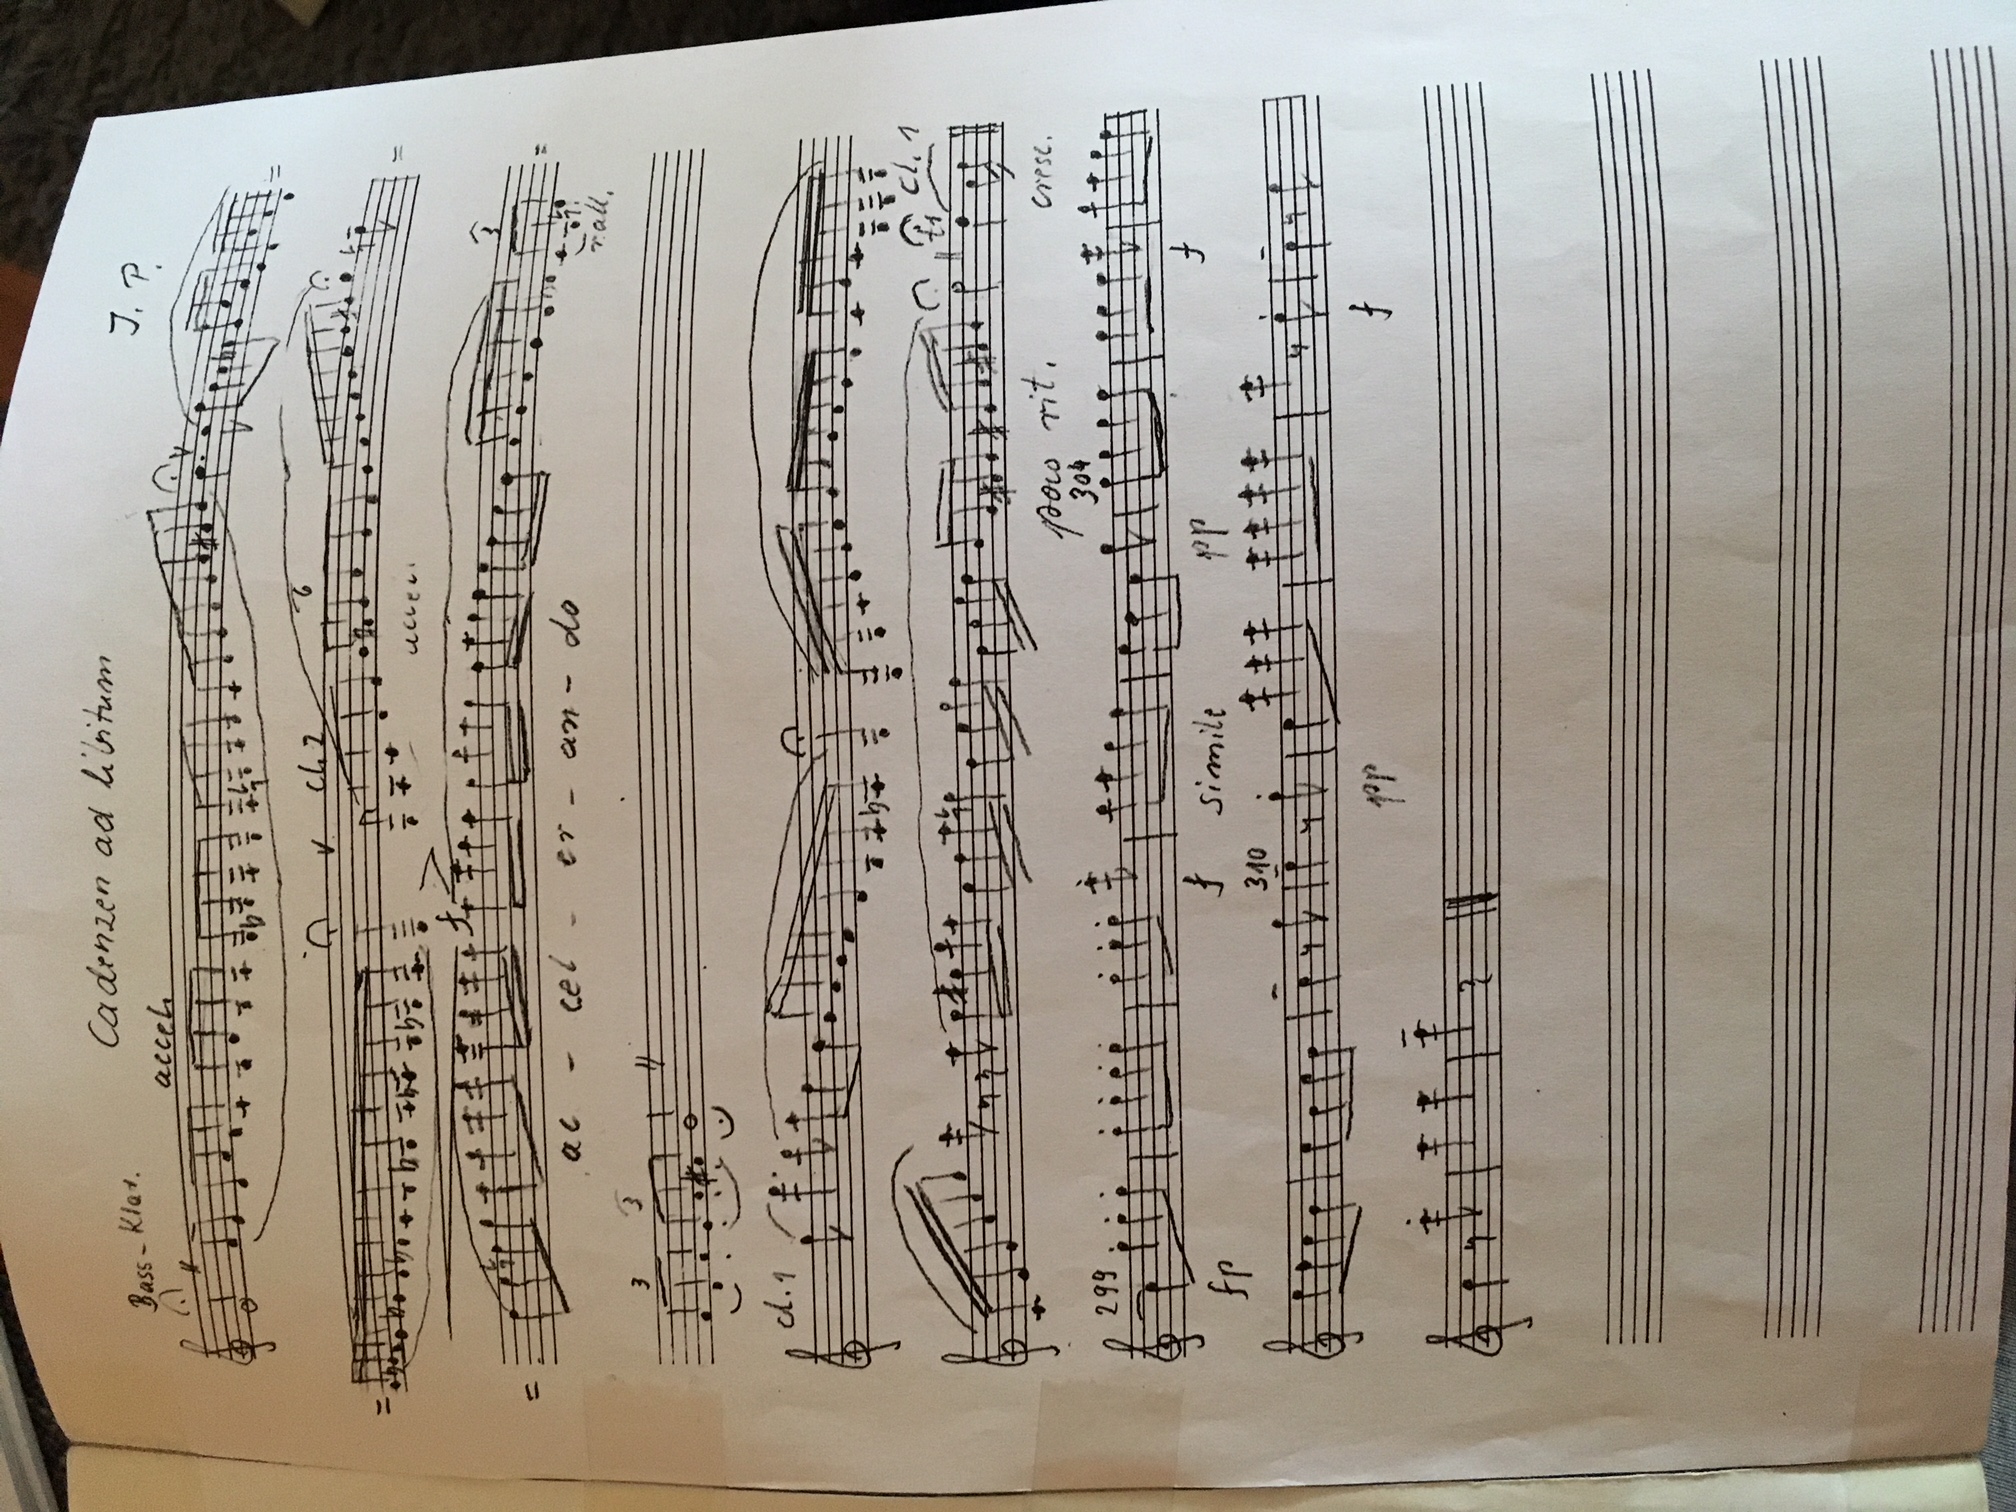 Cadenzen ad libitum
J. P.
Bass-Klar.
accel.
cl. 2
6
accel.
f
ac - cel - er - an - do
3
rall.
3 3
cl. 1
tr cl. 1
poco rit. cresc.
299 304
fp f simile pp f
310
pp f